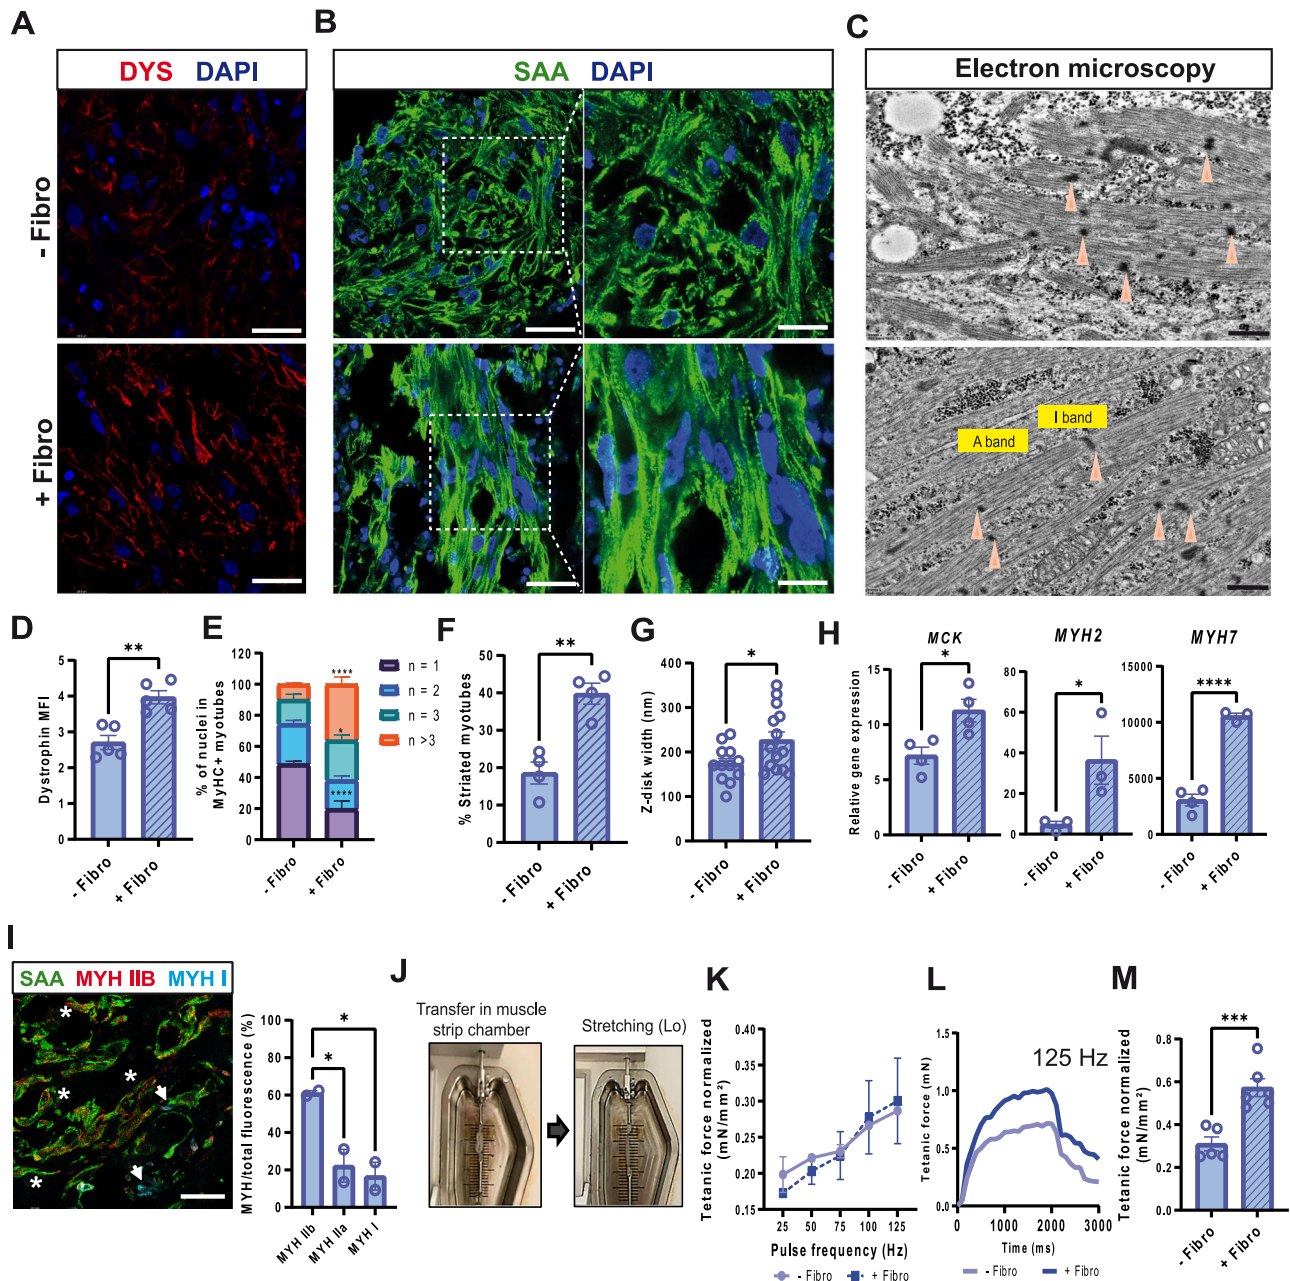 A
B
C
DYS DAPI
SAA DAPI
Electron microscopy
- Fibro
+ Fibro
I band
A band
D
E
F
G
H
Dystrophin MFI
5
4
3
2
1
0
**
- Fibro
+ Fibro
% of nuclei in
MyHC+ myotubes
120
100
80
60
40
20
0
****
*
****
- Fibro
+ Fibro
n = 1
n = 2
n = 3
n >3
% Striated myotubes
50
40
30
20
10
0
**
- Fibro
+ Fibro
Z-disk width (nm)
400
300
200
100
0
*
- Fibro
+ Fibro
Relative gene expression
MCK
15
10
5
0
*
- Fibro
+ Fibro
MYH2
80
60
40
20
0
*
- Fibro
+ Fibro
MYH7
15000
10000
5000
0
****
- Fibro
+ Fibro
I
SAA MYH IIB MYH I
*
*
*
*
MYH/total fluorescence (%)
100
80
60
40
20
0
*
*
MYH IIb
MYH IIa
MYH I
J
Transfer in muscle
strip chamber
Stretching (Lo)
K
Tetanic force normalized
(mN/mm²)
0.40
0.35
0.30
0.25
0.20
0.15
25 50 75 100 125
Pulse frequency (Hz)
- Fibro + Fibro
L
125 Hz
Tetanic force (mN)
1.5
1.0
0.5
0.0
0 1000 2000 3000
Time (ms)
- Fibro + Fibro
M
Tetanic force normalized
(mN/mm²)
0.8
0.6
0.4
0.2
0.0
***
- Fibro
+ Fibro